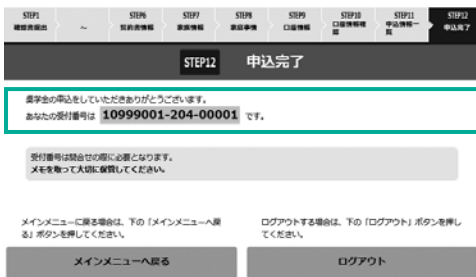 STEP1 ～ STEP6 STEP7 STEP8 STEP9 STEP10 STEP11 STEP12
確認書提出 契約者情報 家族情報 家庭事情 口座情報 口座情報確認 申込情報一覧 申込完了
STEP12 申込完了
奨学金の申込をしていただきありがとうございます。
あなたの受付番号は 10999001-204-00001 です。
受付番号は問合せの際に必要となります。
メモを取って大切に保管してください。
メインメニューに戻る場合は、下の「メインメニューへ戻
る」ボタンを押してください。
ログアウトする場合は、下の「ログアウト」ボタンを押し
てください。
メインメニューへ戻る
ログアウト